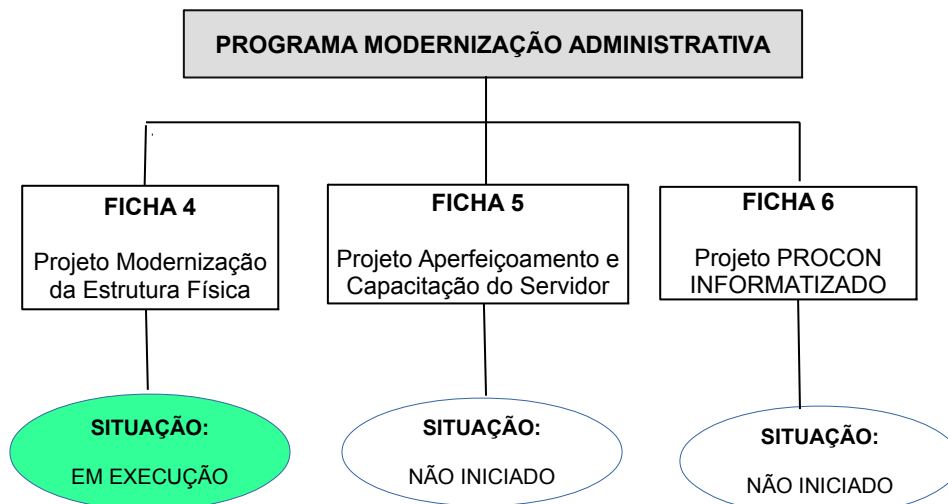 PROGRAMA MODERNIZAÇÃO ADMINISTRATIVA
FICHA 4
Projeto Modernização
da Estrutura Física
FICHA 5
Projeto Aperfeiçoamento e
Capacitação do Servidor
FICHA 6
Projeto PROCON
INFORMATIZADO
SITUAÇÃO:
EM EXECUÇÃO
SITUAÇÃO:
NÃO INICIADO
SITUAÇÃO:
NÃO INICIADO